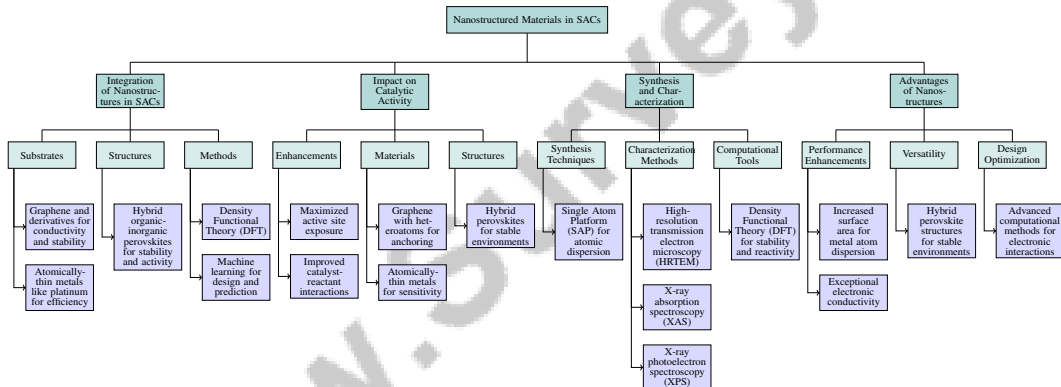 Nanostructured Materials in SACs
Integration
of Nanostruc-
tures in SACs
Impact on
Catalytic
Activity
Synthesis
and Char-
acterization
Advantages
of Nanos-
tructures
Substrates
Structures
Methods
Enhancements
Materials
Structures
Synthesis
Techniques
Characterization
Methods
Computational
Tools
Performance
Enhancements
Versatility
Design
Optimization
Graphene and
derivatives for
conductivity
and stability
Atomically-
thin metals
like platinum
for efficiency
Hybrid
organic-
inorganic
perovskites
for stability
and activity
Density
Functional
Theory (DFT)
Machine
learning for
design and
prediction
Maximized
active site
exposure
Improved
catalyst-
reactant
interactions
Graphene
with het-
eroatoms for
anchoring
Atomically-
thin metals
for sensitivity
Hybrid
perovskites
for stable
environments
Single Atom
Platform
(SAP) for
atomic
dispersion
High-
resolution
transmission
electron
microscopy
(HRTEM)
X-ray
absorption
spectroscopy
(XAS)
X-ray
photoelectron
spectroscopy
(XPS)
Density
Functional
Theory (DFT)
for stability
and reactivity
Increased
surface
area for
metal atom
dispersion
Exceptional
electronic
conductivity
Hybrid
perovskite
structures
for stable
environments
Advanced
computational
methods for
electronic
interactions
w.Survey